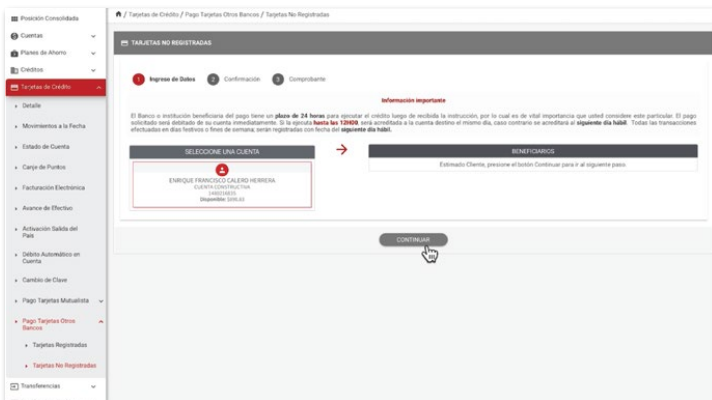 Posición Consolidada
Cuentas
Planes de Ahorro
Créditos
Tarjetas de Crédito
Detalle
Movimientos a la Fecha
Estado de Cuenta
Canje de Puntos
Facturación Electrónica
Avance de Efectivo
Activación Salida del
País
Débito Automático en
Cuenta
Cambio de Clave
Pago Tarjetas Mutualista
Pago Tarjetas Otros
Bancos
Tarjetas Registradas
Tarjetas No Registradas
Transferencias
/ Tarjetas de Crédito / Pago Tarjetas Otros Bancos / Tarjetas No Registradas
TARJETAS NO REGISTRADAS
1 Ingreso de Datos 2 Confirmación 3 Comprobante
Información importante
El Banco o institución beneficiaria del pago tiene un plazo de 24 horas para ejecutar el crédito luego de recibida la instrucción, por lo cual es de vital importancia que usted considere este particular. El pago
solicitado será debitado de su cuenta inmediatamente. Si la ejecuta hasta las 12H00, será acreditada a la cuenta destino el mismo día, caso contrario se acreditará al siguiente día hábil. Todas las transacciones
efectuadas en días festivos o fines de semana, serán registradas con fecha del siguiente día hábil.
SELECCIONE UNA CUENTA
ENRIQUE FRANCISCO CALERO HERRERA
CUENTA CONSTRUCTIVA
Disponible:
BENEFICIARIOS
Estimado Cliente, presione el botón Continuar para ir al siguiente paso.
CONTINUAR